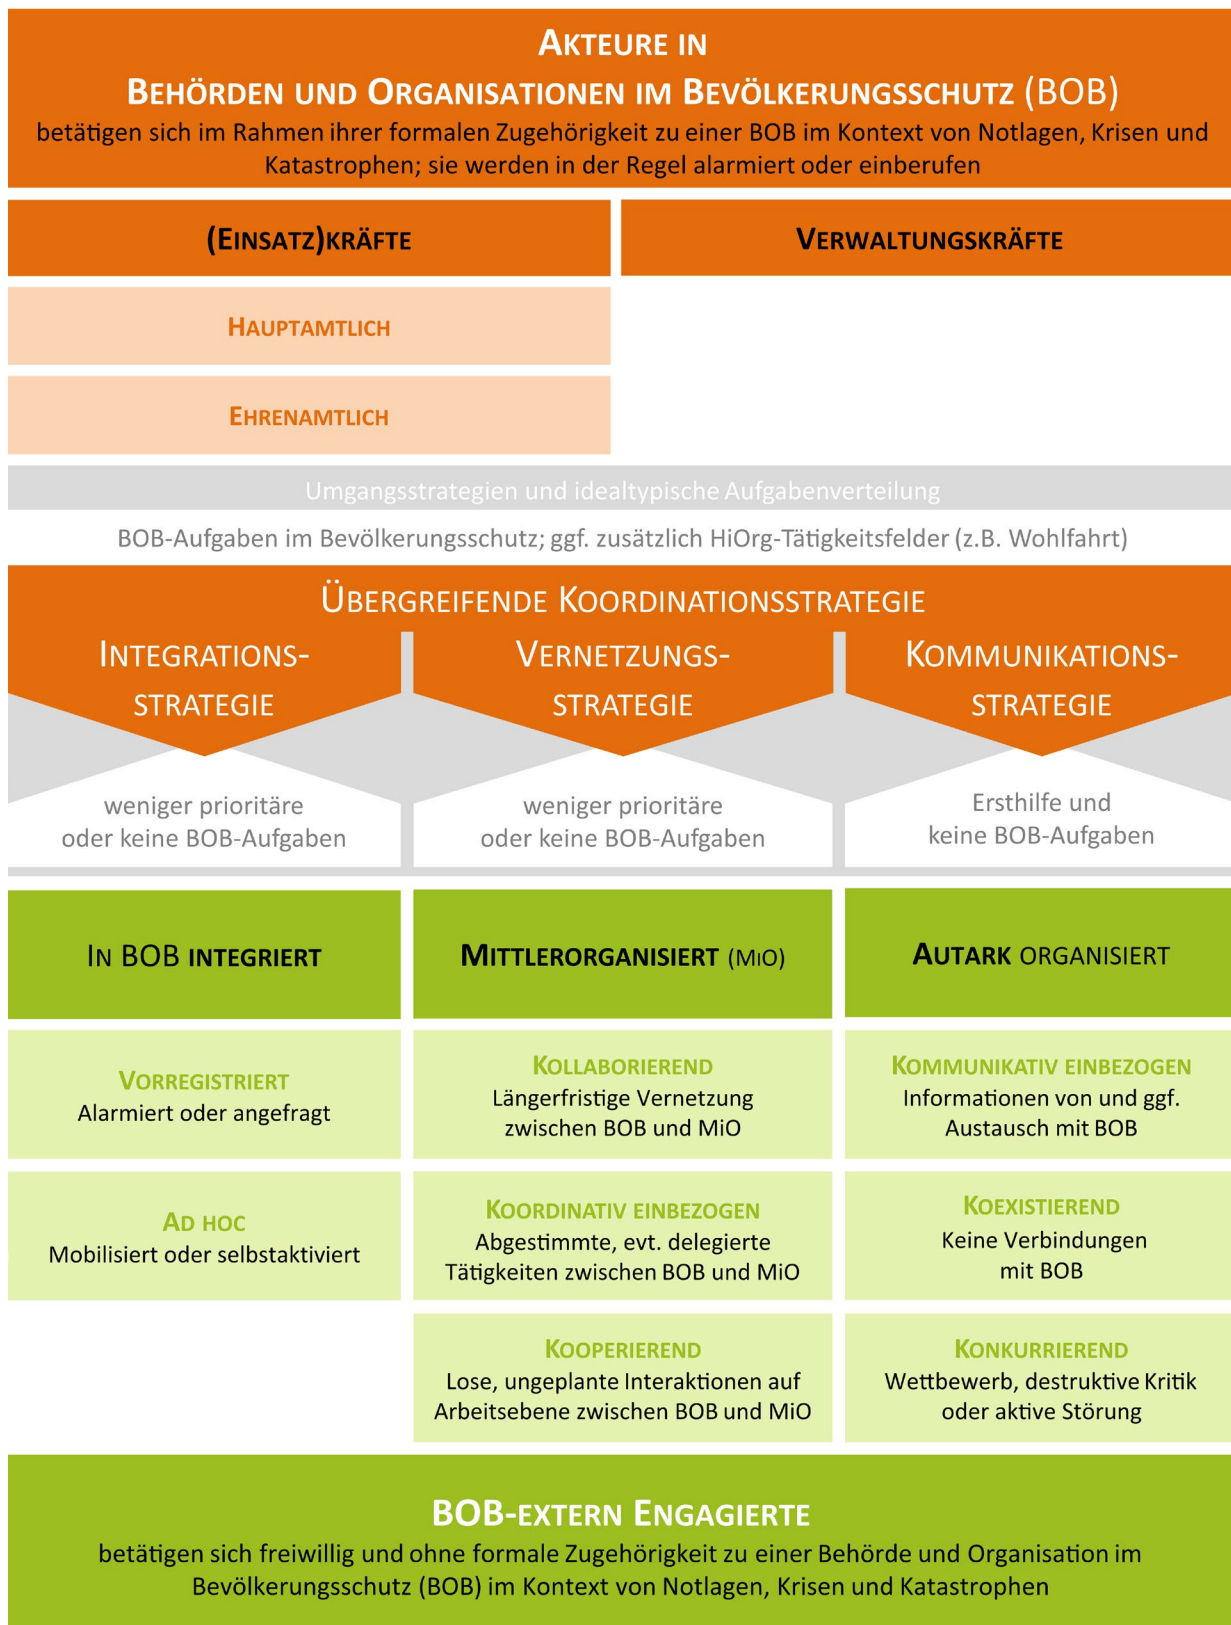 AKTEURE IN
BEHÖRDEN UND ORGANISATIONEN IM BEVÖLKERUNGSSCHUTZ (BOB)
betätigen sich im Rahmen ihrer formalen Zugehörigkeit zu einer BOB im Kontext von Notlagen, Krisen und
Katastrophen; sie werden in der Regel alarmiert oder einberufen
(EINSATZ)KRÄFTE
VERWALTUNGSKRÄFTE
HAUPTAMTLICH
EHRENAMTLICH
Umgangsstrategien und idealtypische Aufgabenverteilung
BOB-Aufgaben im Bevölkerungsschutz; ggf. zusätzlich HiOrg-Tätigkeitsfelder (z.B. Wohlfahrt)
ÜBERGREIFENDE KOORDINATIONSSTRATEGIE
INTEGRATIONS-
STRATEGIE
VERNETZUNGS-
STRATEGIE
KOMMUNIKATIONS-
STRATEGIE
weniger prioritäre
oder keine BOB-Aufgaben
weniger prioritäre
oder keine BOB-Aufgaben
Ersthilfe und
keine BOB-Aufgaben
IN BOB INTEGRIERT
MITTLERORGANISIERT (MIO)
AUTARK ORGANISIERT
VORREGISTRIERT
Alarmiert oder angefragt
KOLLABORIEREND
Längerfristige Vernetzung
zwischen BOB und MiO
KOMMUNIKATIV EINBEZOGEN
Informationen von und ggf.
Austausch mit BOB
AD HOC
Mobilisiert oder selbstaktiviert
KOORDINATIV EINBEZOGEN
Abgestimmte, evt. delegierte
Tätigkeiten zwischen BOB und MiO
KOEXISTIEREND
Keine Verbindungen
mit BOB
KOOPERIEREND
Lose, ungeplante Interaktionen auf
Arbeitsebene zwischen BOB und MiO
KONKURRIEREND
Wettbewerb, destruktive Kritik
oder aktive Störung
BOB-EXTERN ENGAGIERTE
betätigen sich freiwillig und ohne formale Zugehörigkeit zu einer Behörde und Organisation im
Bevölkerungsschutz (BOB) im Kontext von Notlagen, Krisen und Katastrophen